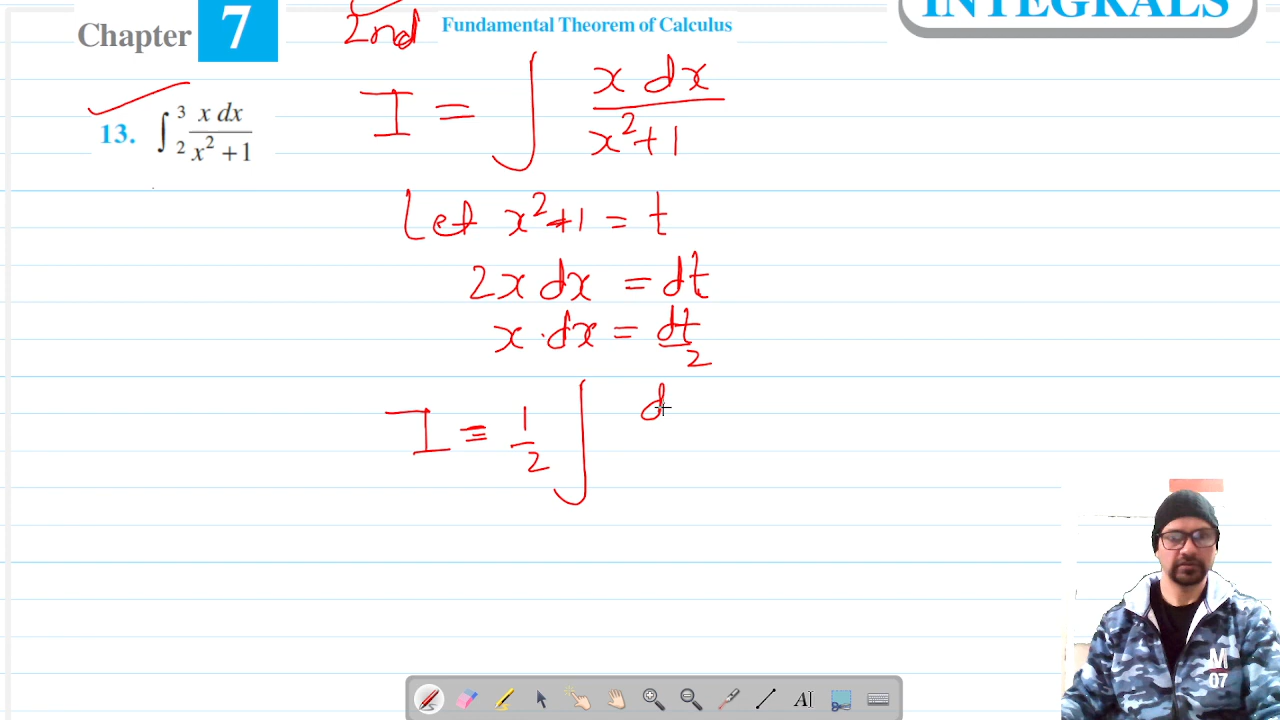 INTEGRALS
Chapter 7
2nd Fundamental Theorem of Calculus
13. ∫₂³ x dx / x² + 1
I = ∫ x dx / x² + 1
Let x² + 1 = t
2x dx = dt
x · dx = dt / 2
I = 1/2 ∫ d
M
07
A